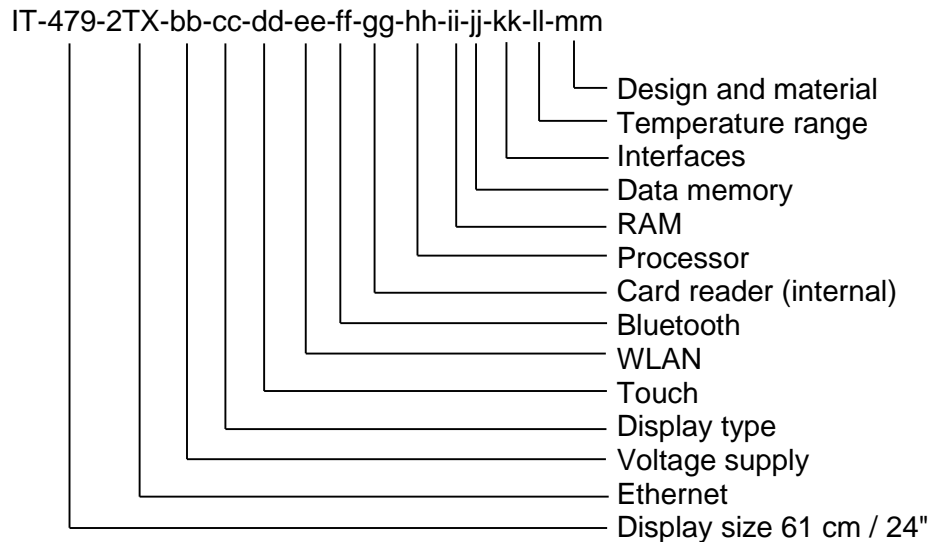 IT-479-2TX-bb-cc-dd-ee-ff-gg-hh-ii-jj-kk-ll-mm
Design and material
Temperature range
Interfaces
Data memory
RAM
Processor
Card reader (internal)
Bluetooth
WLAN
Touch
Display type
Voltage supply
Ethernet
Display size 61 cm / 24"